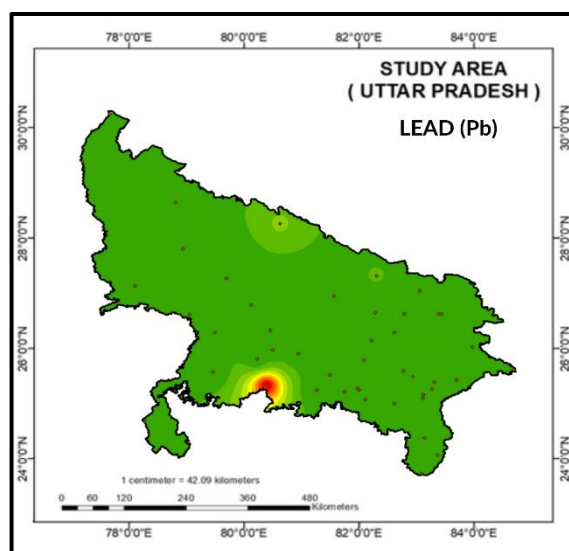 78°0'0"E 80°0'0"E 82°0'0"E 84°0'0"E
STUDY AREA
( UTTAR PRADESH )
LEAD (Pb)
30°0'0"N 30°0'0"N
28°0'0"N 28°0'0"N
26°0'0"N 26°0'0"N
24°0'0"N 24°0'0"N
1 centimeter = 42.09 kilometers
0 30 60 120 240 360 480
Kilometers
78°0'0"E 80°0'0"E 82°0'0"E 84°0'0"E